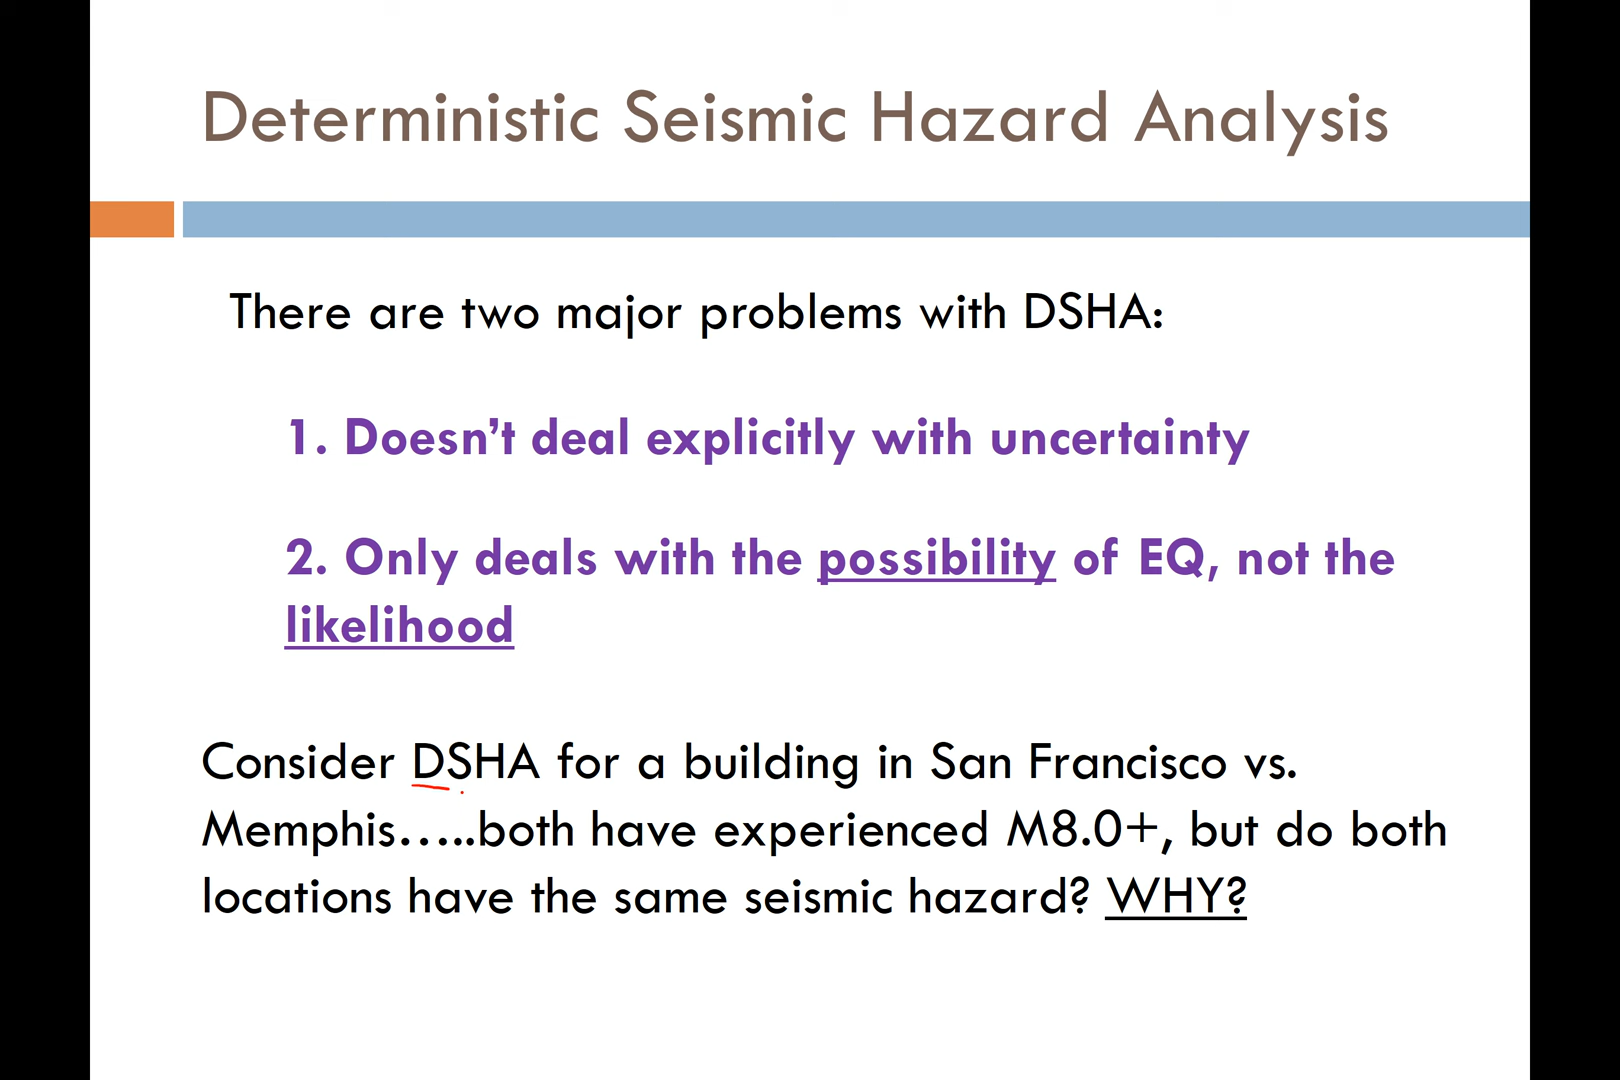 Deterministic Seismic Hazard Analysis
There are two major problems with DSHA:
1. Doesn’t deal explicitly with uncertainty
2. Only deals with the possibility of EQ, not the
likelihood
Consider DSHA for a building in San Francisco vs.
Memphis…..both have experienced M8.0+, but do both
locations have the same seismic hazard? WHY?